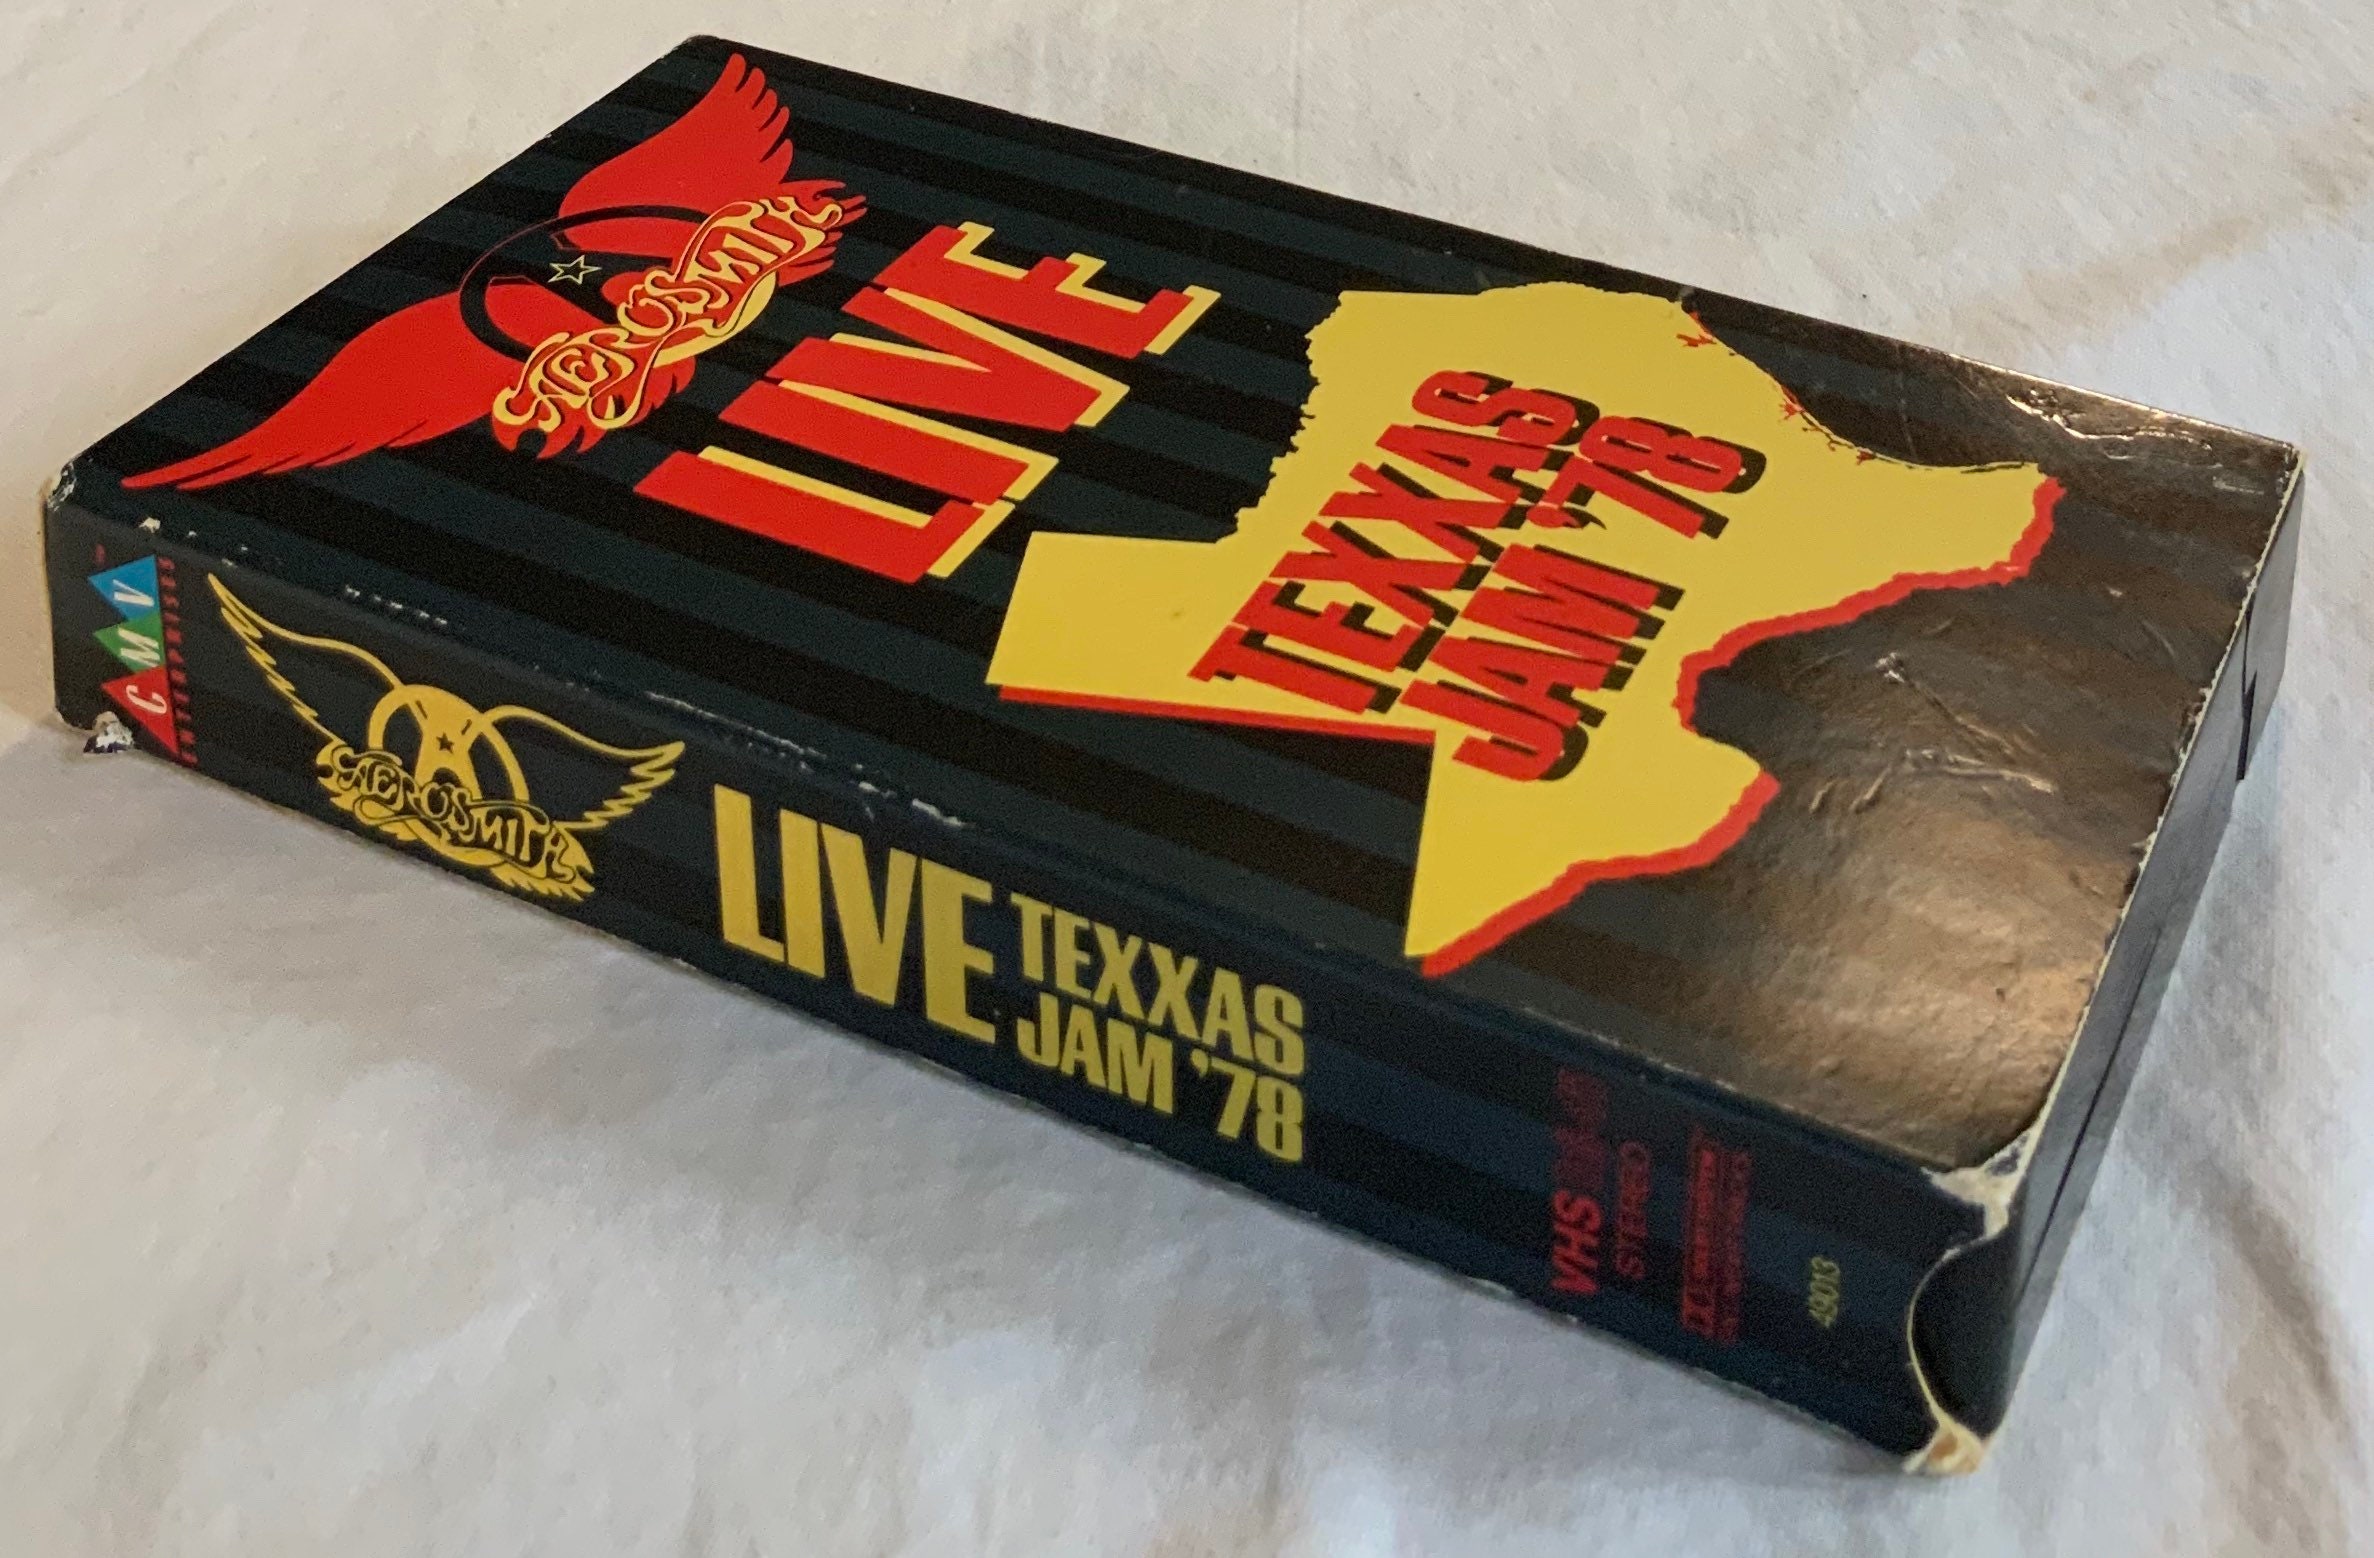 AEROSMITH
LIVE
TEXXAS
JAM '78
CMV
ENTERPRISES
AEROSMITH
LIVE
TEXXAS
JAM '78
VHS
STEREO
49013